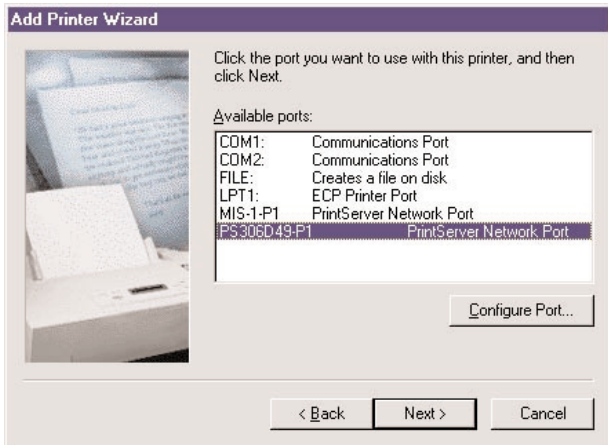 Add Printer Wizard
Click the port you want to use with this printer, and then
click Next.
Available ports:
COM1: Communications Port
COM2: Communications Port
FILE: Creates a file on disk
LPT1: ECP Printer Port
MIS-1-P1 PrintServer Network Port
PS306D49-P1 PrintServer Network Port
Configure Port...
< Back Next > Cancel